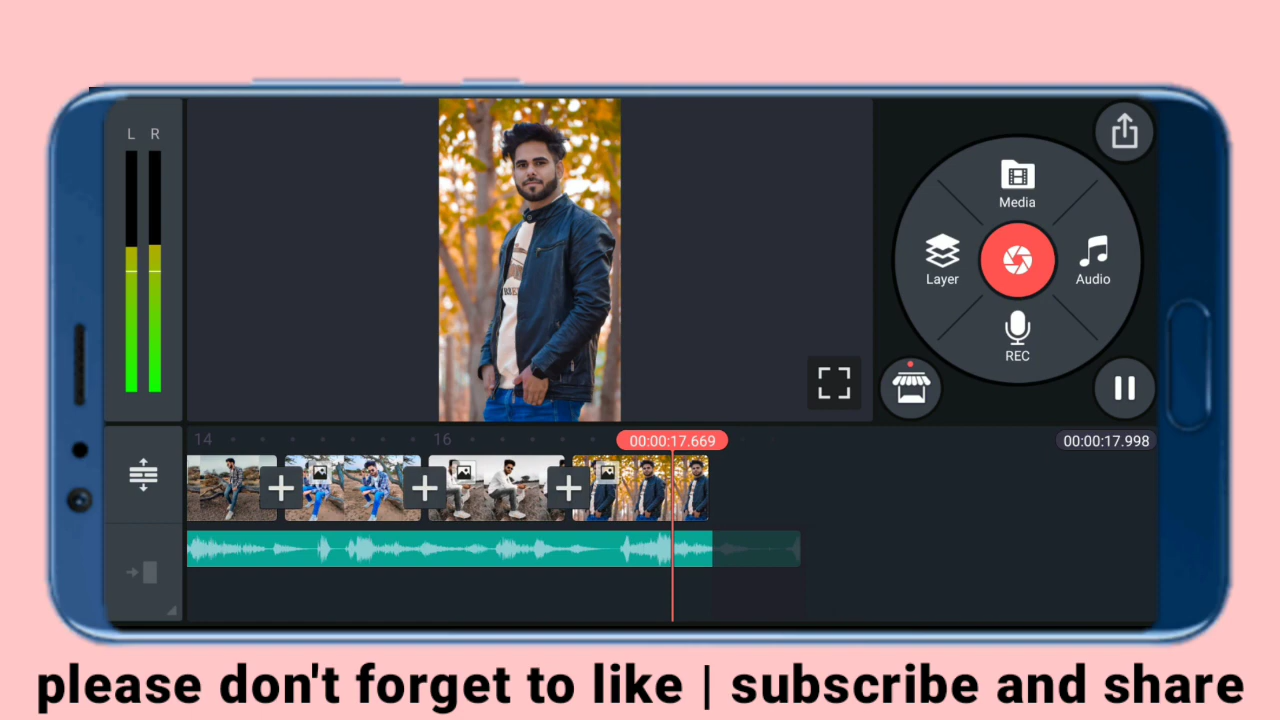 L R
Media
Layer
Audio
REC
14
16
00:00:17.669
00:00:17.998
please don't forget to like | subscribe and share